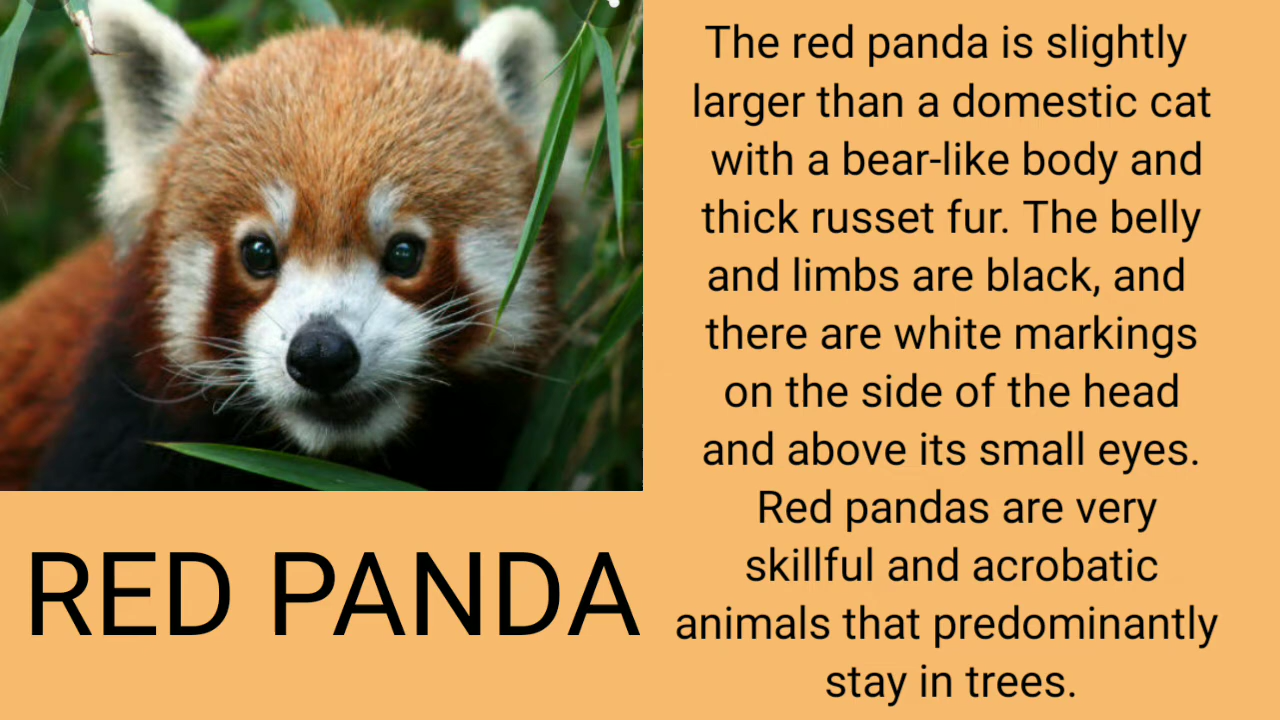 RED PANDA
The red panda is slightly
larger than a domestic cat
with a bear-like body and
thick russet fur. The belly
and limbs are black, and
there are white markings
on the side of the head
and above its small eyes.
Red pandas are very
skillful and acrobatic
animals that predominantly
stay in trees.